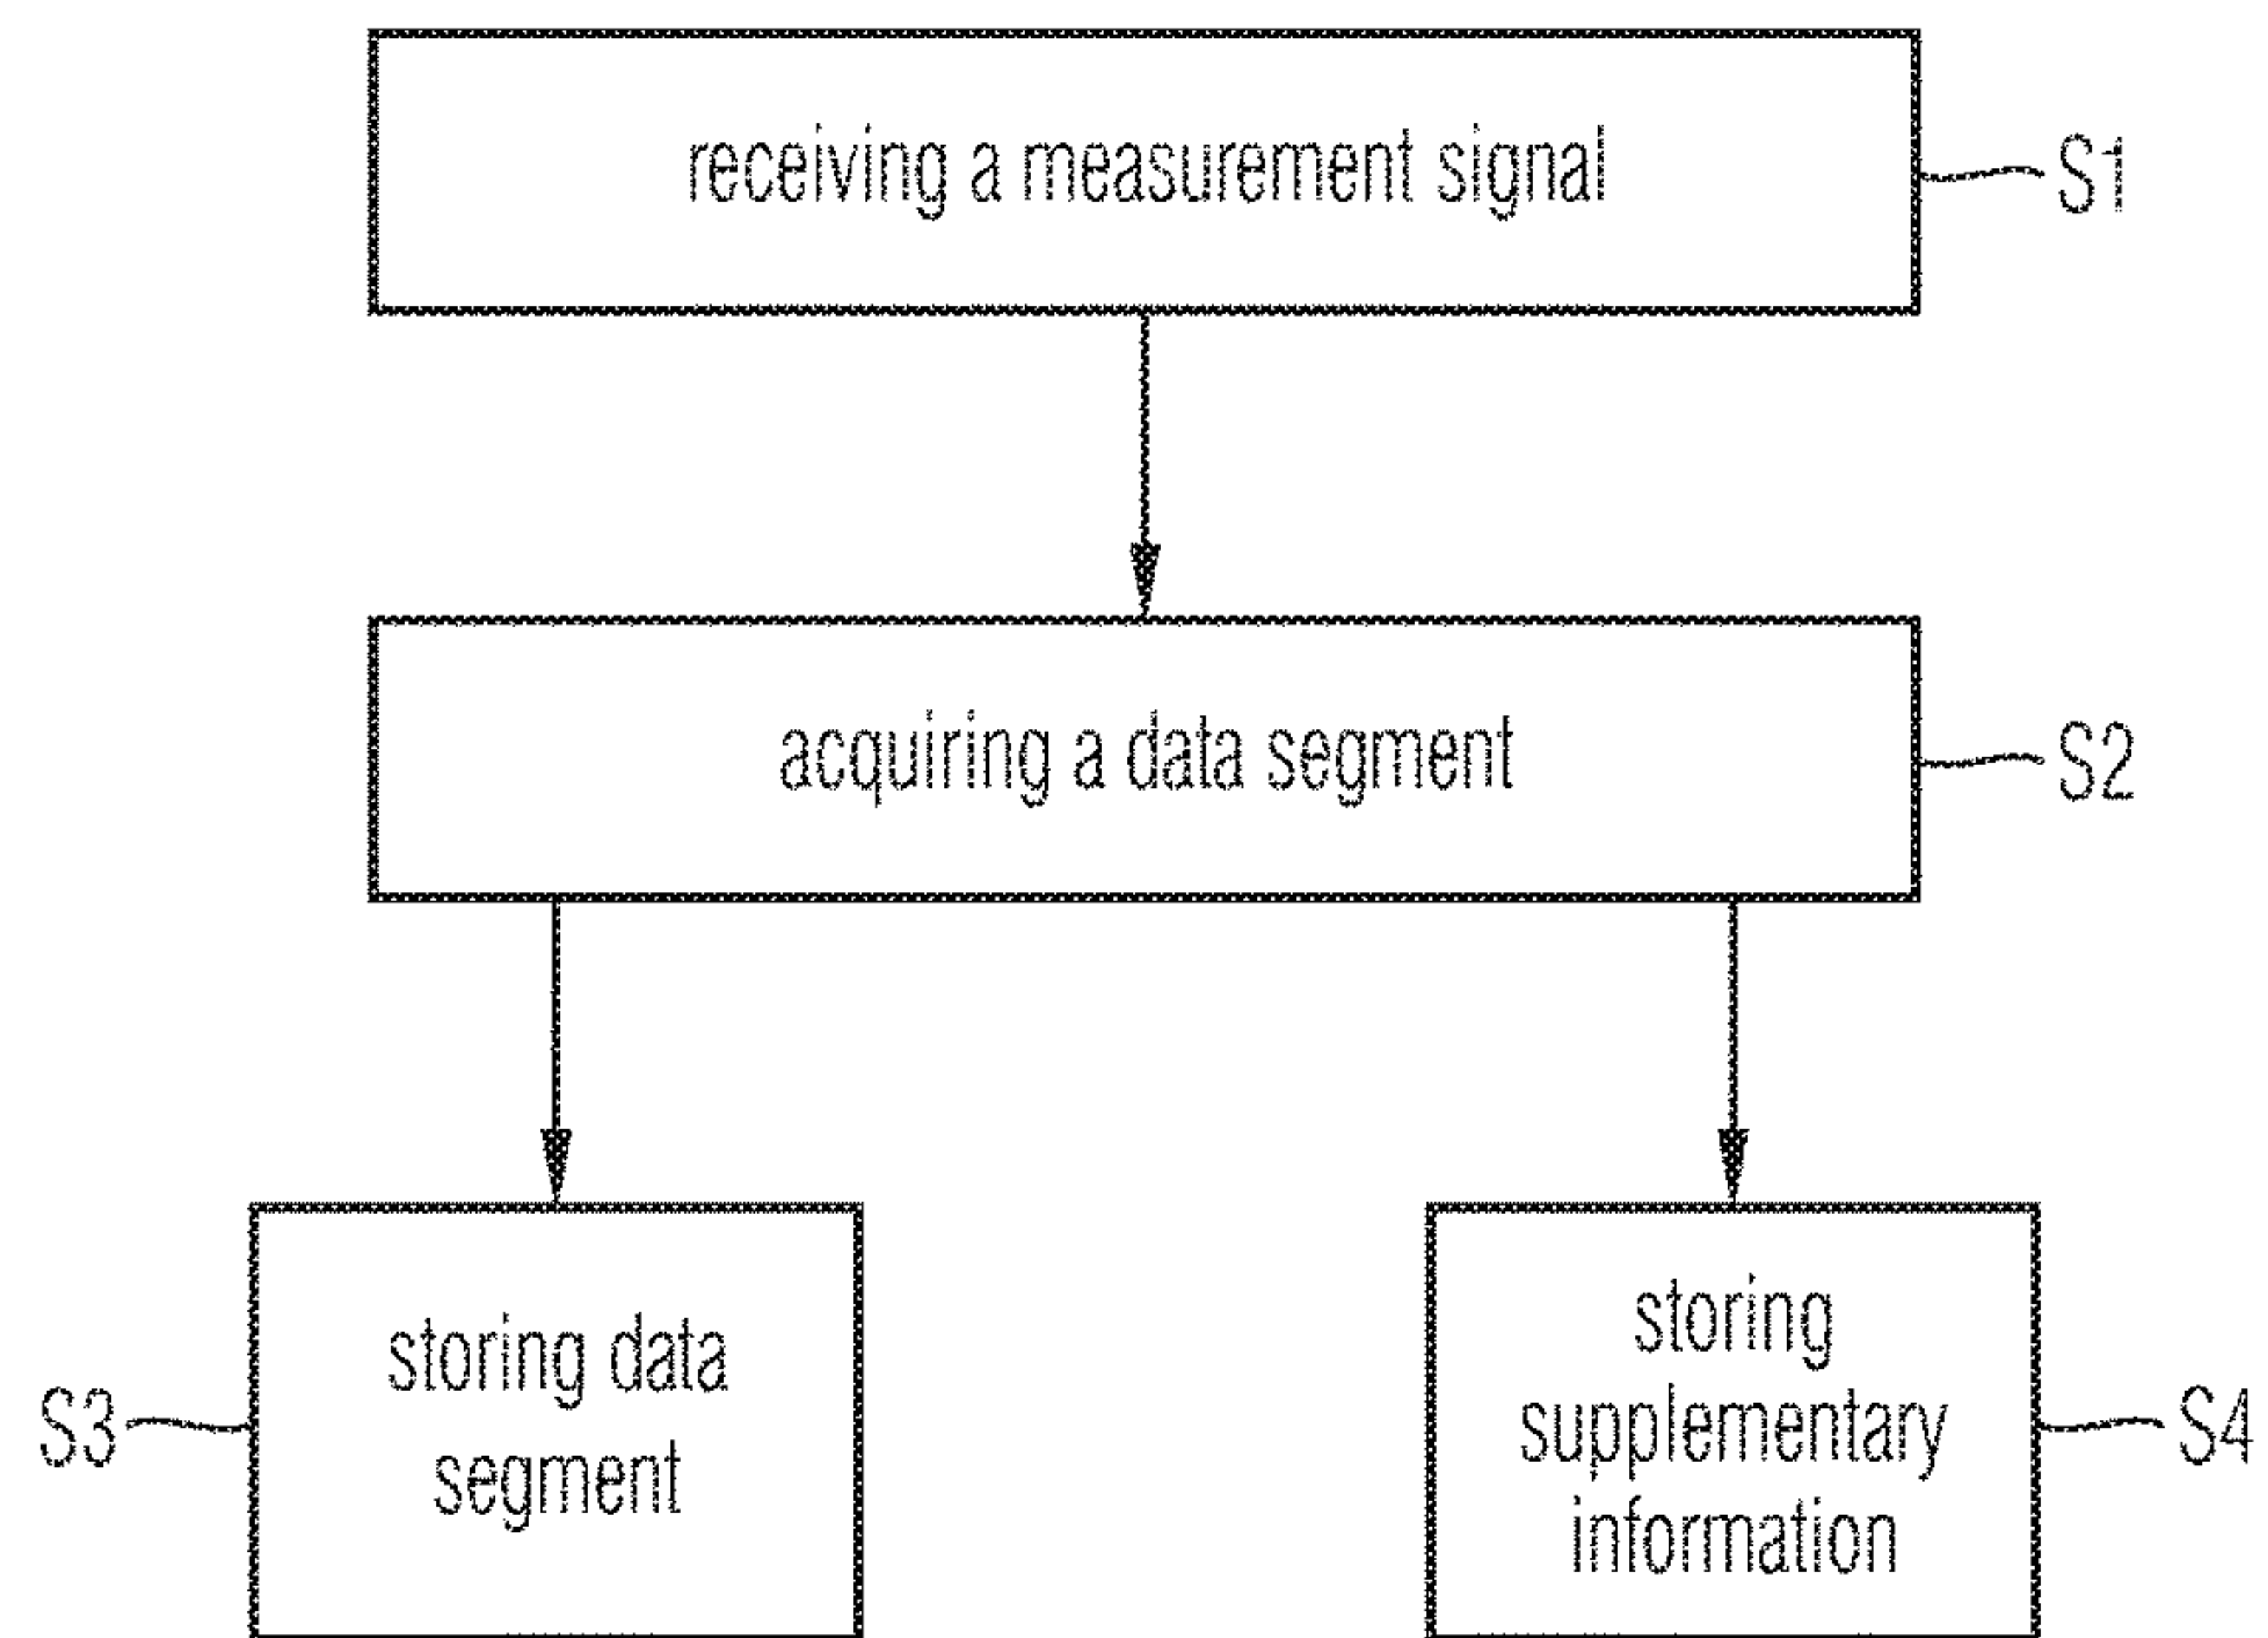 receiving a measurement signal
S1
acquiring a data segment
S2
storing data
segment
S3
storing
supplementary
information
S4